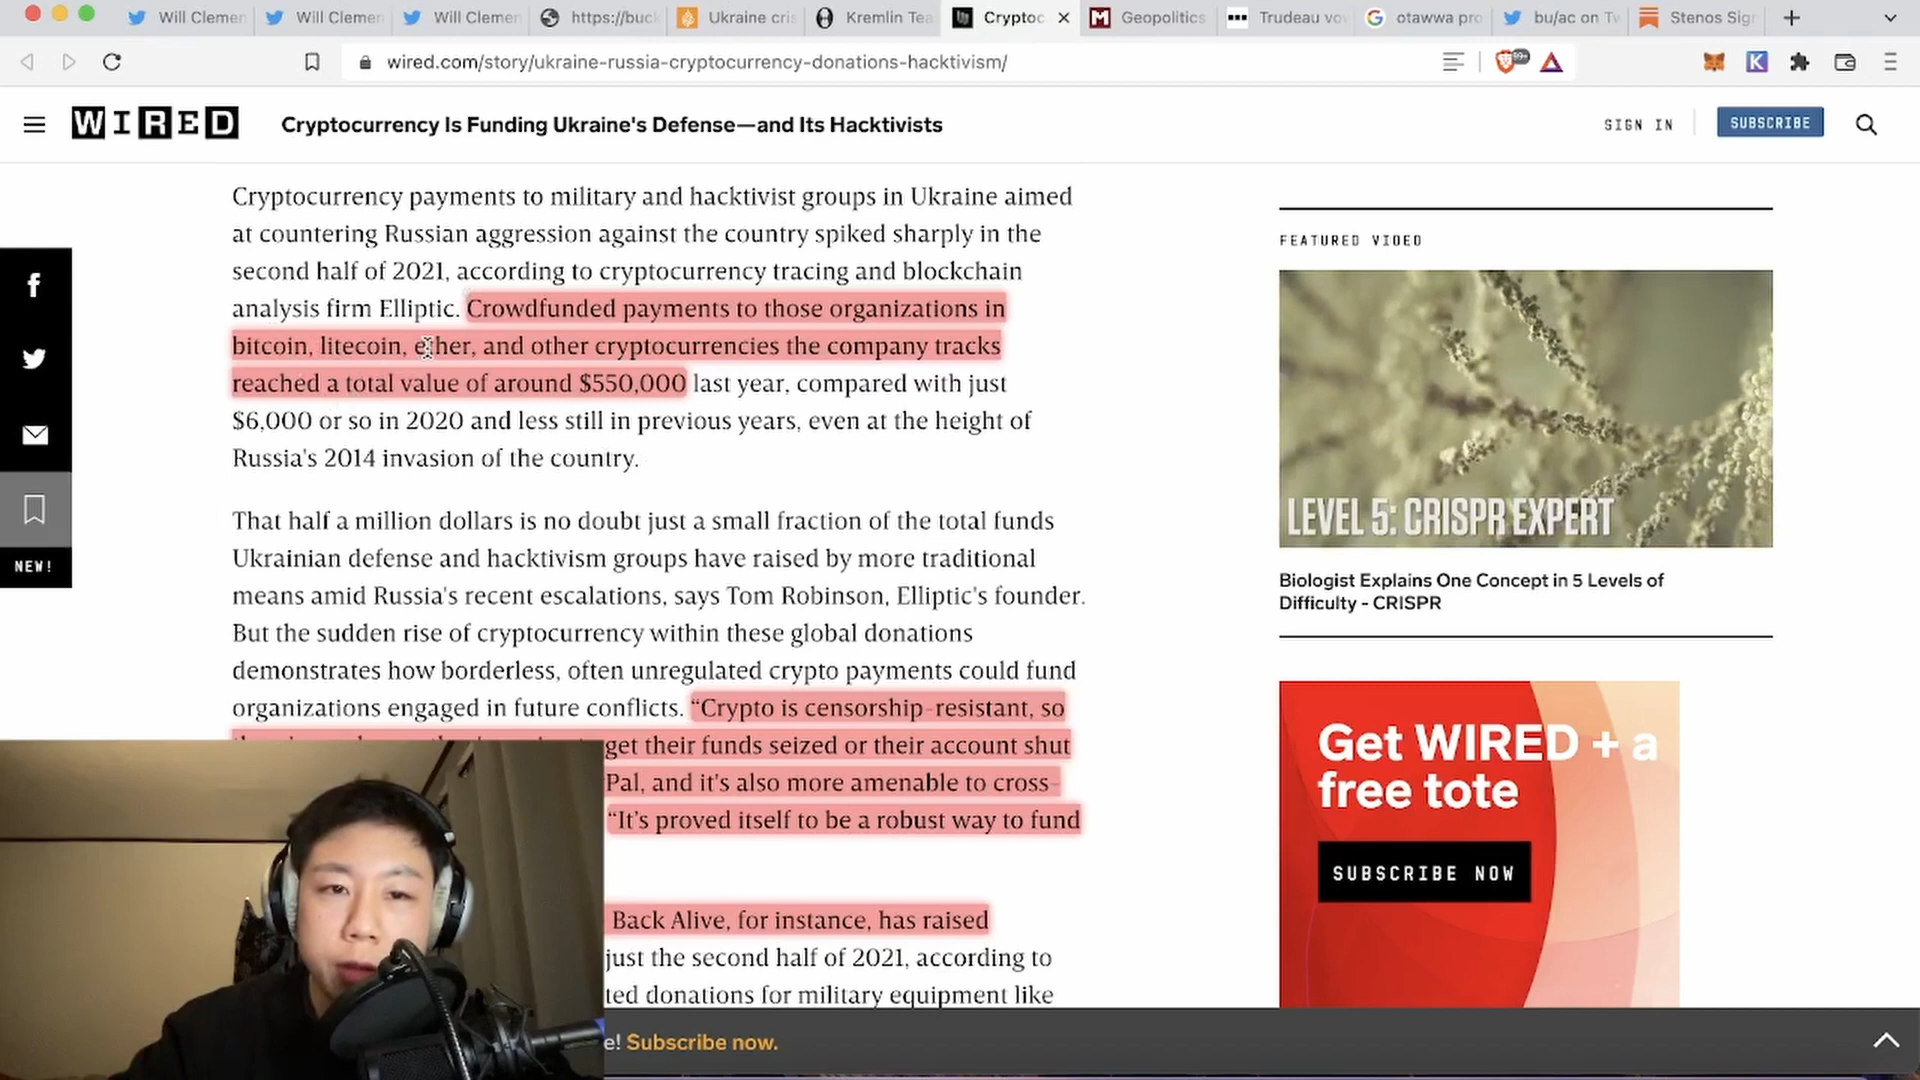 Will Clemen
Will Clemen
Will Clemen
https://buck
Ukraine cris
Kremlin Tea
Cryptoc
Geopolitics
Trudeau vov
otawwa pro
bu/ac on Tw
Stenos Sign
wired.com/story/ukraine-russia-cryptocurrency-donations-hacktivism/
99+
WIRED
Cryptocurrency Is Funding Ukraine's Defense—and Its Hacktivists
SIGN IN
SUBSCRIBE
Cryptocurrency payments to military and hacktivist groups in Ukraine aimed
at countering Russian aggression against the country spiked sharply in the
second half of 2021, according to cryptocurrency tracing and blockchain
analysis firm Elliptic. Crowdfunded payments to those organizations in
bitcoin, litecoin, ether, and other cryptocurrencies the company tracks
reached a total value of around $550,000 last year, compared with just
$6,000 or so in 2020 and less still in previous years, even at the height of
Russia's 2014 invasion of the country.
That half a million dollars is no doubt just a small fraction of the total funds
Ukrainian defense and hacktivism groups have raised by more traditional
means amid Russia's recent escalations, says Tom Robinson, Elliptic's founder.
But the sudden rise of cryptocurrency within these global donations
demonstrates how borderless, often unregulated crypto payments could fund
organizations engaged in future conflicts. “Crypto is censorship-resistant, so
get their funds seized or their account shut
Pal, and it's also more amenable to cross-
“It's proved itself to be a robust way to fund
Back Alive, for instance, has raised
just the second half of 2021, according to
ted donations for military equipment like
NEW!
FEATURED VIDEO
LEVEL 5: CRISPR EXPERT
Biologist Explains One Concept in 5 Levels of
Difficulty - CRISPR
Get WIRED + a
free tote
SUBSCRIBE NOW
e! Subscribe now.